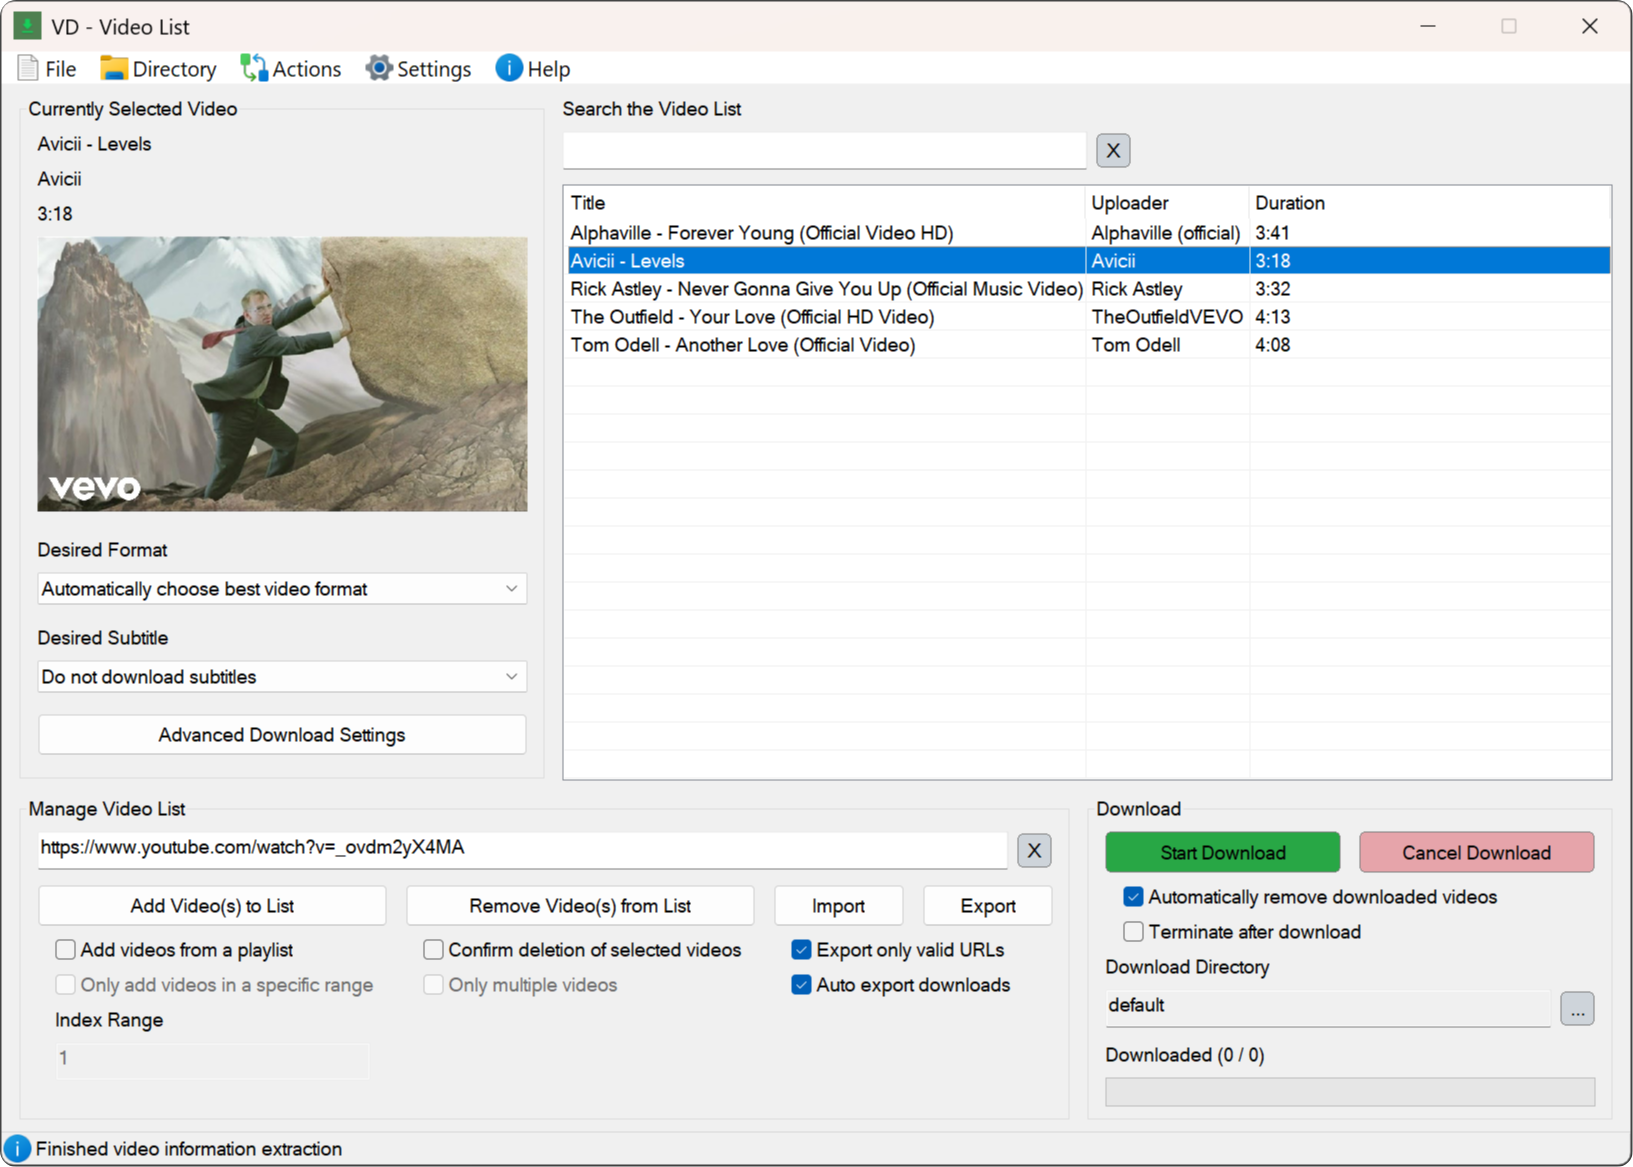 VD - Video List
File Directory Actions Settings Help
Currently Selected Video
Avicii - Levels
Avicii
3:18
vevo
Desired Format
Automatically choose best video format
Desired Subtitle
Do not download subtitles
Advanced Download Settings
Search the Video List
X
Title Uploader Duration
Alphaville - Forever Young (Official Video HD) Alphaville (official) 3:41
Avicii - Levels Avicii 3:18
Rick Astley - Never Gonna Give You Up (Official Music Video) Rick Astley 3:32
The Outfield - Your Love (Official HD Video) TheOutfieldVEVO 4:13
Tom Odell - Another Love (Official Video) Tom Odell 4:08
Manage Video List
https://www.youtube.com/watch?v=_ovdm2yX4MA X
Add Video(s) to List Remove Video(s) from List Import Export
Add videos from a playlist Confirm deletion of selected videos Export only valid URLs
Only add videos in a specific range Only multiple videos Auto export downloads
Index Range
1
Download
Start Download Cancel Download
Automatically remove downloaded videos
Terminate after download
Download Directory
default ...
Downloaded (0 / 0)
Finished video information extraction